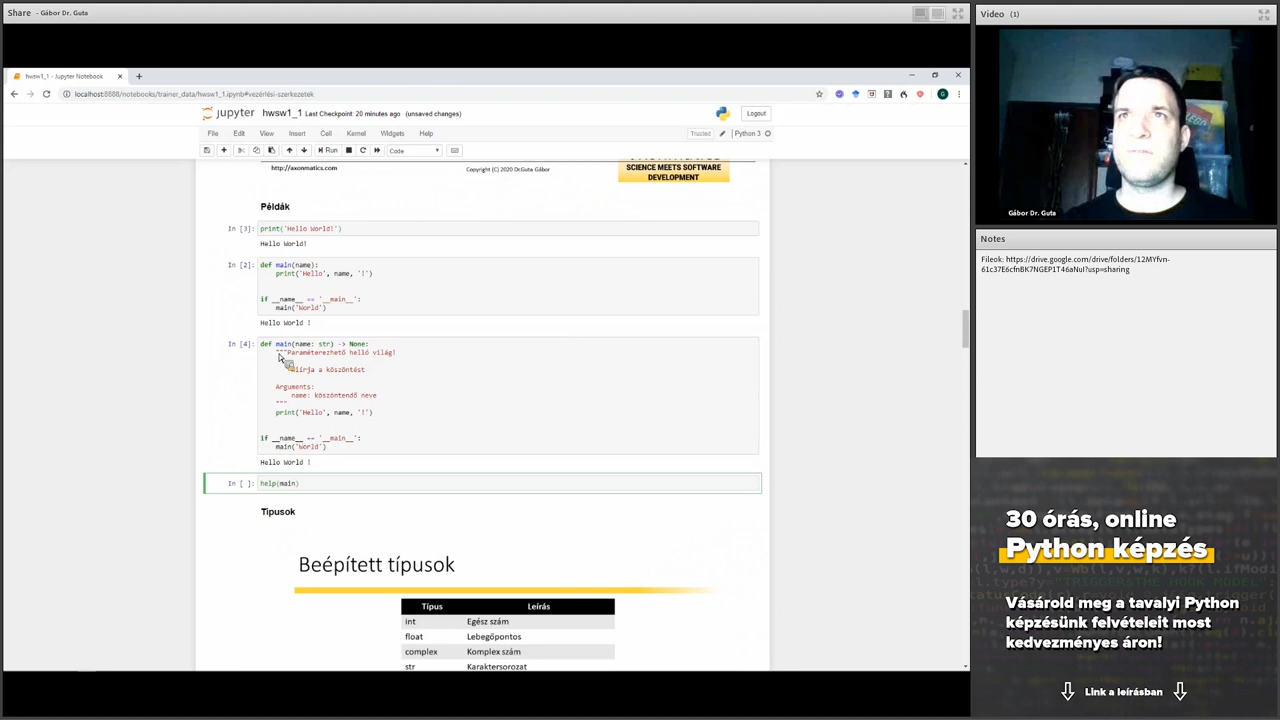 Share - Gábor Dr. Guta
hwsw1_1 - Jupyter Notebook
localhost:8888/notebooks/trainer_data/hwsw1_1.ipynb#vezérlési-szerkezetek
jupyter hwsw1_1 Last Checkpoint: 20 minutes ago (unsaved changes)
Logout
File Edit View Insert Cell Kernel Widgets Help
Trusted Python 3
Run Code
http://axonmatics.com Copyright (C) 2020 Dr.Guta Gábor
SCIENCE MEETS SOFTWARE
DEVELOPMENT
Példák
In [3]: print('Hello World!')
Hello World!
In [2]: def main(name):
print('Hello', name, '!')
if __name__ == '__main__':
main('World')
Hello World !
In [4]: def main(name: str) -> None:
"""Paraméterezhető helló világ!
a köszöntést
Arguments:
name: köszöntendő neve
"""
print('Hello', name, '!')
if __name__ == '__main__':
main('World')
Hello World !
In [ ]: help(main)
Típusok
Beépített típusok
Típus Leírás
int Egész szám
float Lebegőpontos
complex Komplex szám
str Karaktersorozat
Video (1)
Gábor Dr. Guta
Notes
Fileok: https://drive.google.com/drive/folders/12MYfvn-
61c37E6cfnBK7NGEP1T46aNuI?usp=sharing
30 órás, online
Python képzés
Vásárold meg a tavalyi Python
képzésünk felvételeit most
kedvezményes áron!
Link a leírásban